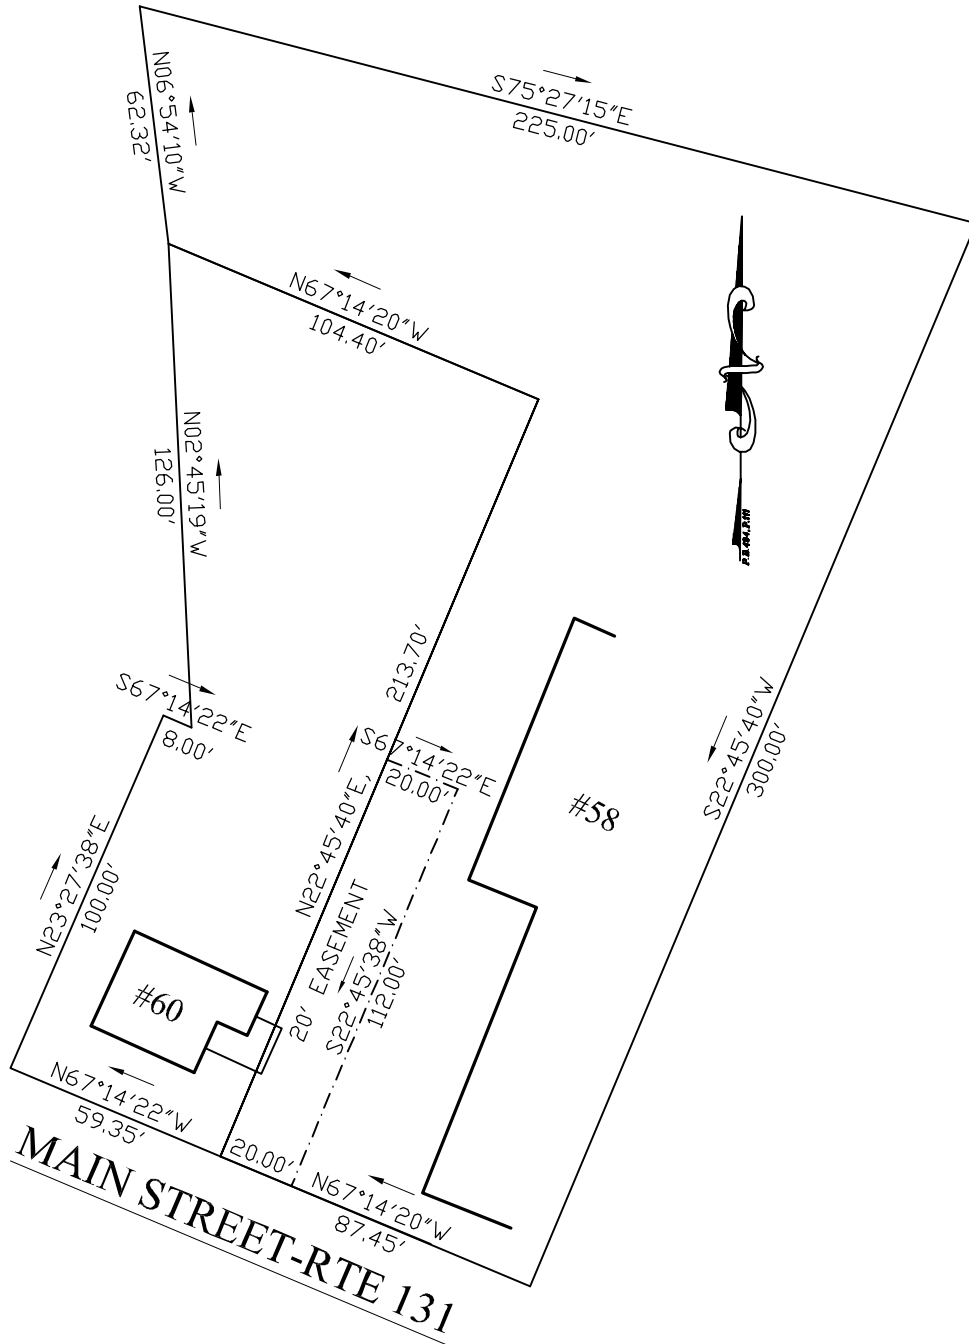 S75°27'15"E
225.00'
N06°54'10"W
62.32'
N67°14'20"W
104.40'
N02°45'19"W
126.00'
S67°14'22"E
8.00'
N22°45'40"E, 213.70'
S67°14'22"E
20.00'
S22°45'40"W
300.00'
#58
N23°27'38"E
100.00'
#60
20' EASEMENT
S22°45'38"W
112.00'
N67°14'22"W
59.35'
20.00'
N67°14'20"W
87.45'
MAIN STREET-RTE 131